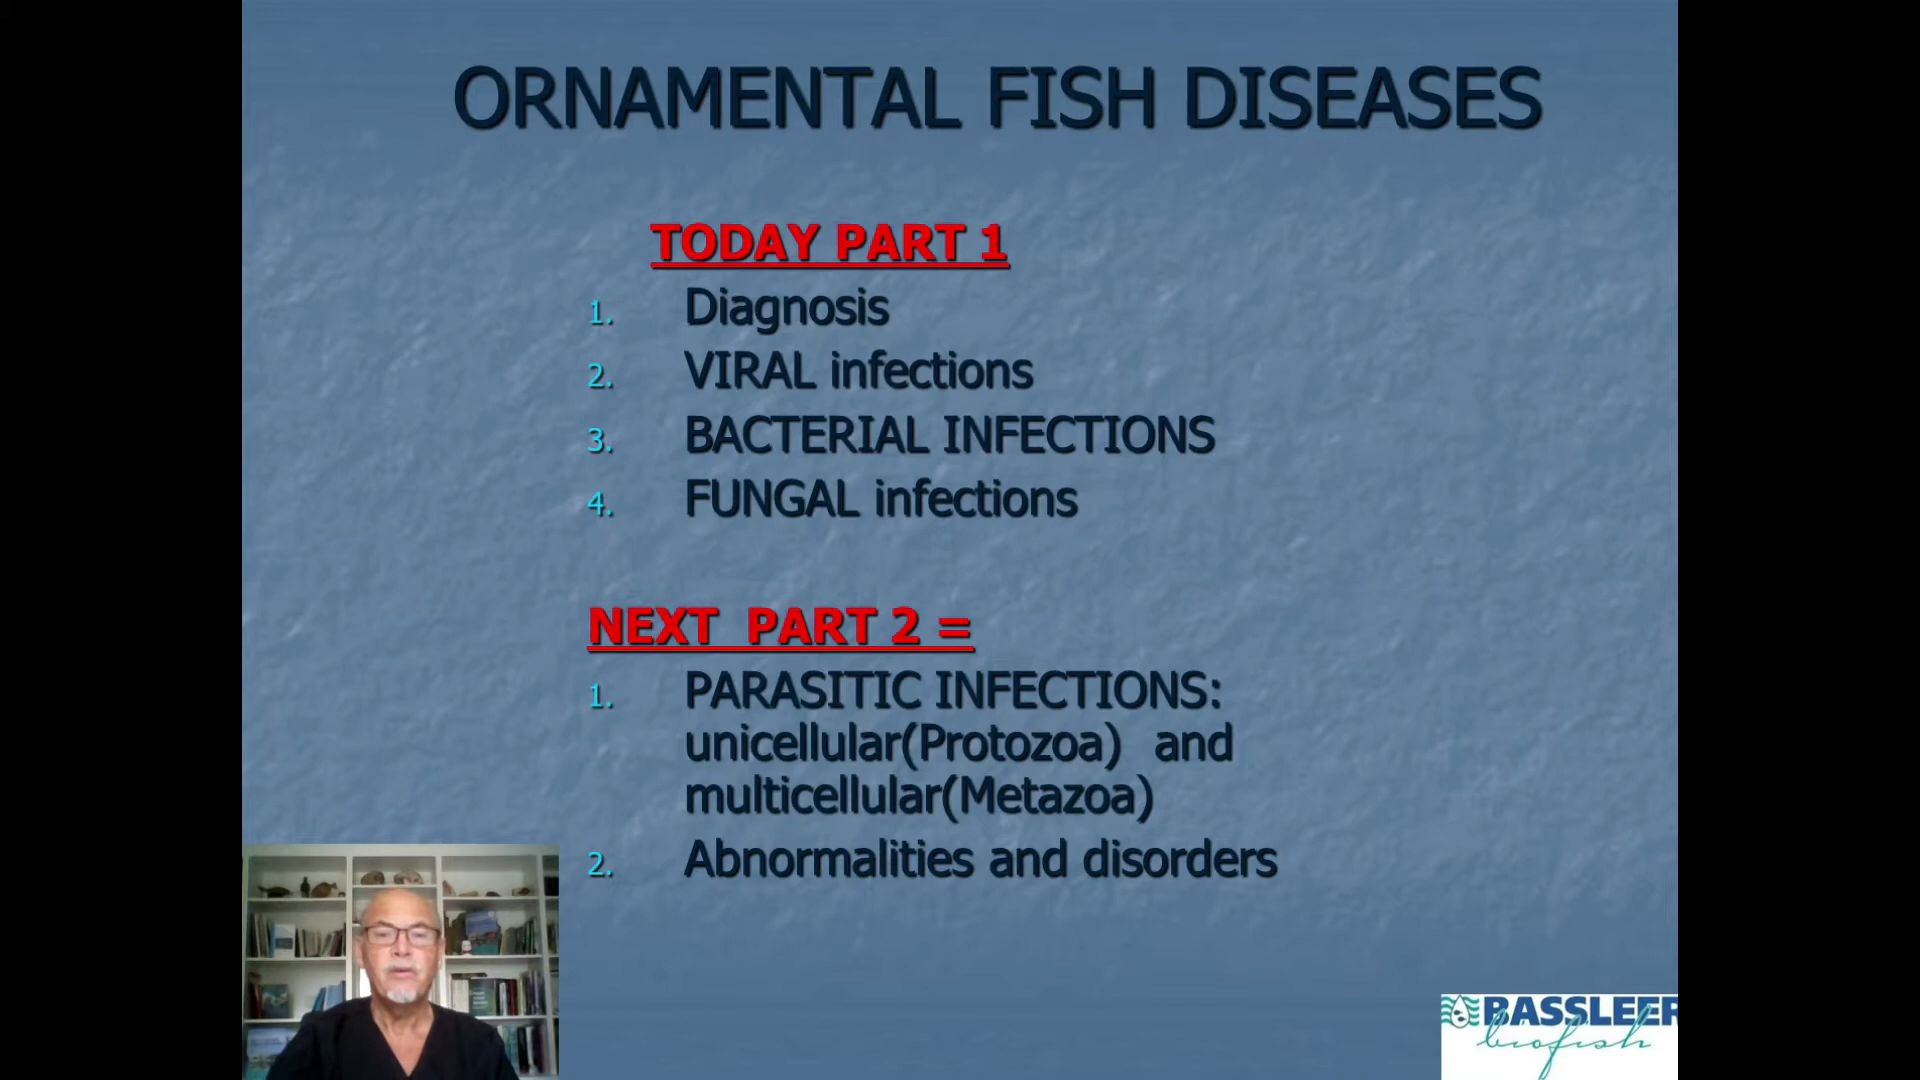 ORNAMENTAL FISH DISEASES
TODAY PART 1
1. Diagnosis
2. VIRAL infections
3. BACTERIAL INFECTIONS
4. FUNGAL infections
NEXT PART 2 =
1. PARASITIC INFECTIONS:
unicellular(Protozoa) and
multicellular(Metazoa)
2. Abnormalities and disorders
BASSLEER
biofish